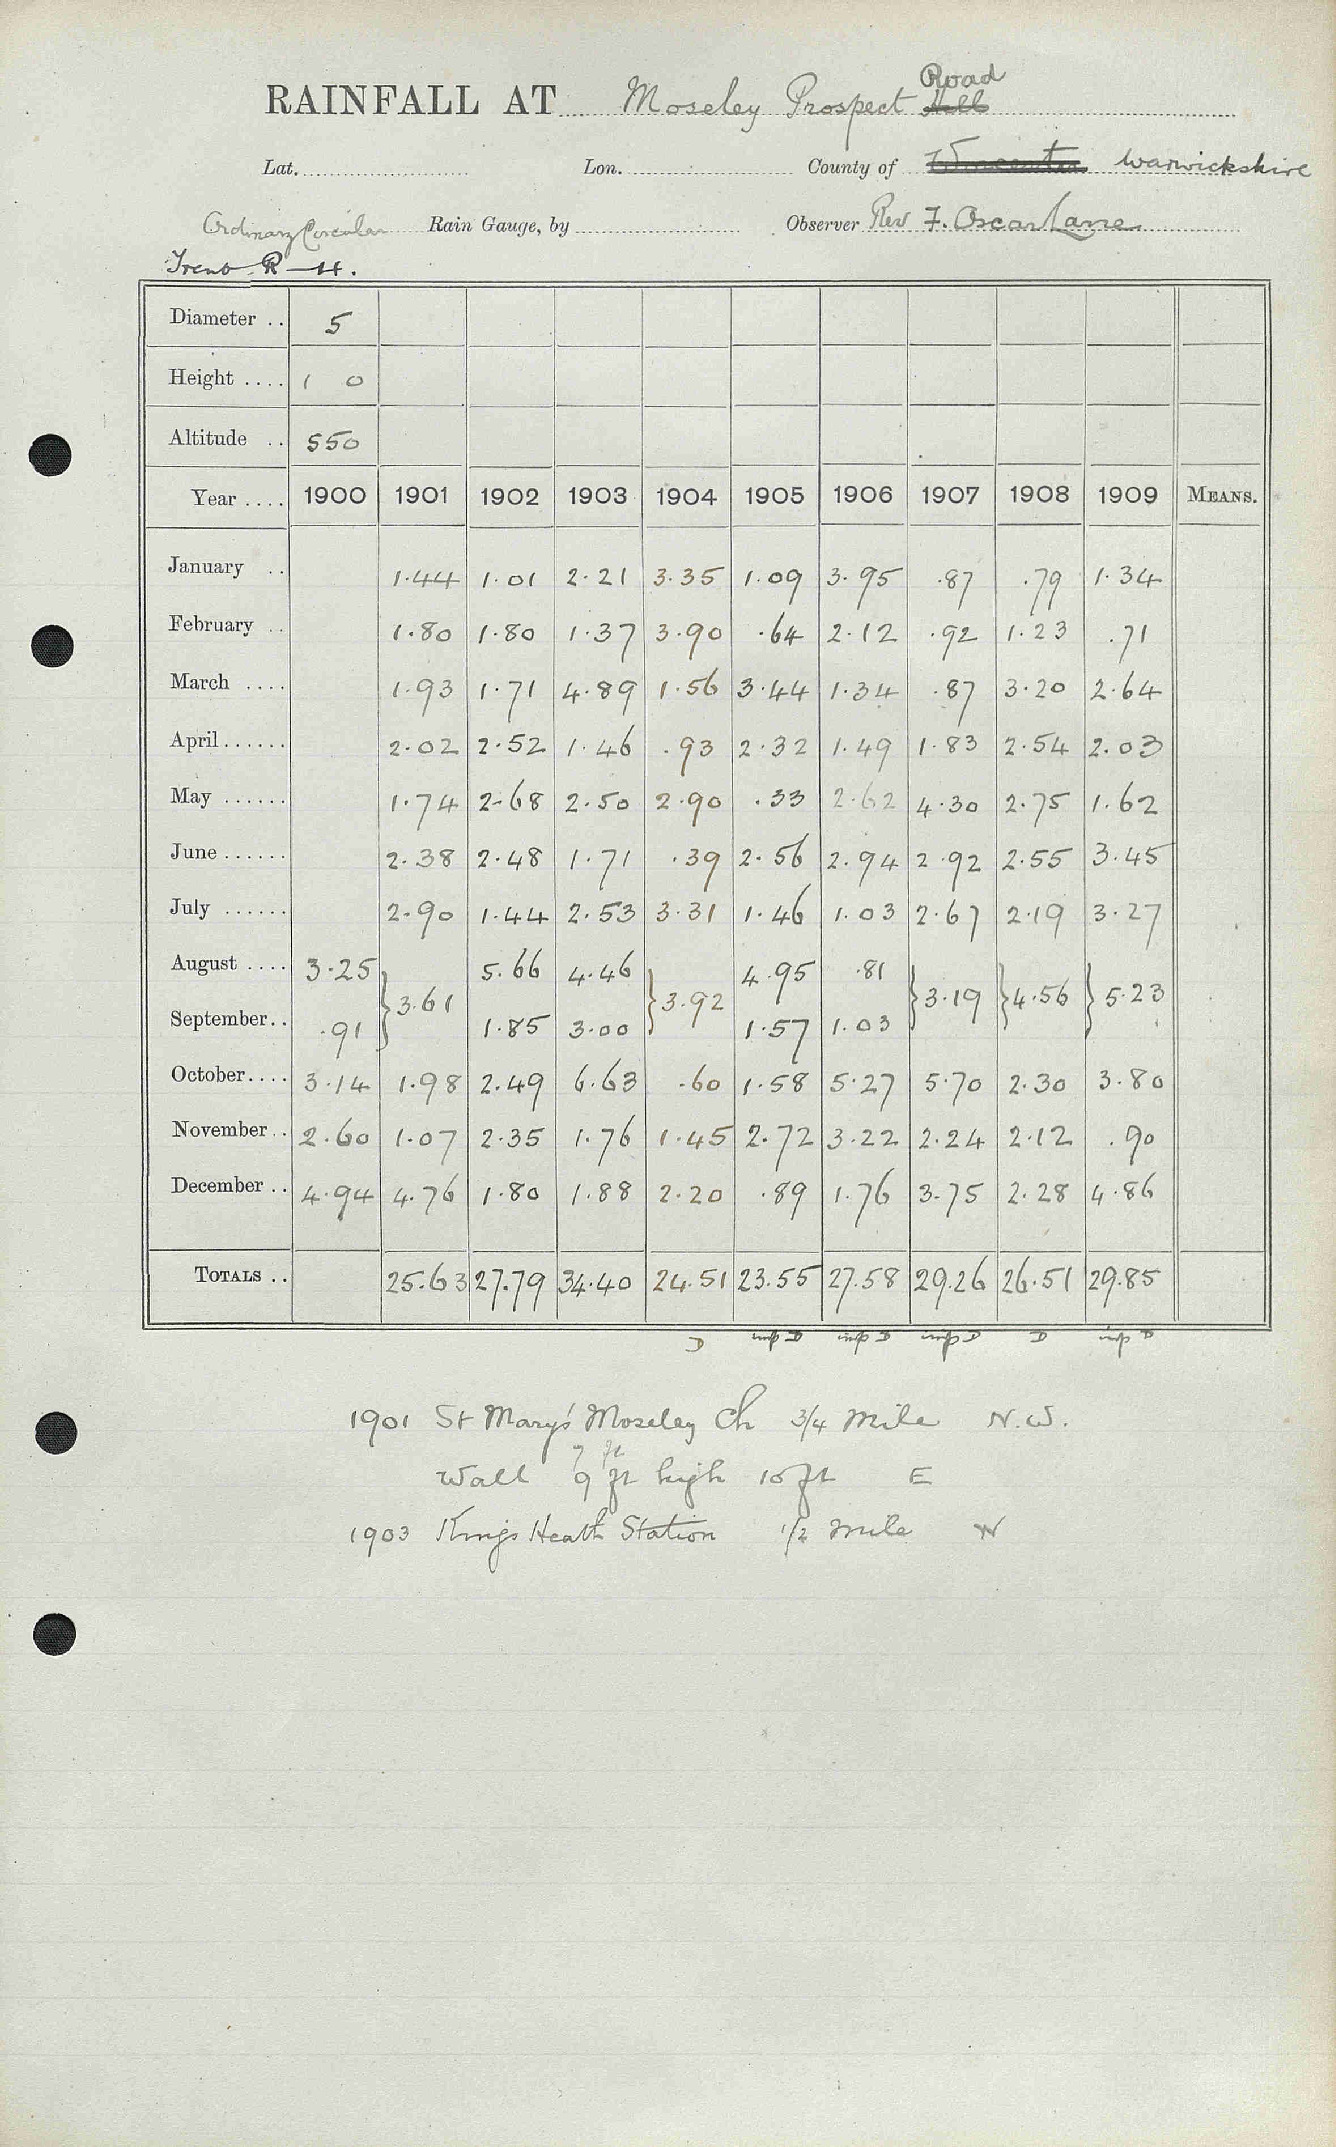 Road
RAINFALL AT Moseley Prospect Hill
Lat. Lon. County of Worcester Warwickshire
Ordinary Circular Rain Gauge, by Observer Rev F. Oscar Lane
Trent R - 4.
Diameter .. 5
Height .... 1 0
Altitude .. 550
Year .... 1900 1901 1902 1903 1904 1905 1906 1907 1908 1909 MEANS.
January .. 1.44 1.01 2.21 3.35 1.09 3.95 .87 .79 1.34
February .. 1.80 1.80 1.37 3.90 .64 2.12 .92 1.23 .71
March .... 1.93 1.71 4.89 1.56 3.44 1.34 .87 3.20 2.64
April...... 2.02 2.52 1.46 .93 2.32 1.49 1.83 2.54 2.03
May ...... 1.74 2.68 2.50 2.90 .33 2.62 4.30 2.75 1.62
June...... 2.38 2.48 1.71 .39 2.56 2.94 2.92 2.55 3.45
July ...... 2.90 1.44 2.53 3.31 1.46 1.03 2.67 2.19 3.27
August .... 3.25 5.66 4.46 4.95 .81
} 3.61 } 3.92 } 3.19 } 4.56 } 5.23
September.. .91 1.85 3.00 1.57 1.03
October.... 3.14 1.98 2.49 6.63 .60 1.58 5.27 5.70 2.30 3.80
November .. 2.60 1.07 2.35 1.76 1.45 2.72 3.22 2.24 2.12 .90
December .. 4.94 4.76 1.80 1.88 2.20 .89 1.76 3.75 2.28 4.86
TOTALS .. 25.63 27.79 34.40 24.51 23.55 27.58 29.26 26.51 29.85
D imp D imp D imp D D imp D
1901 St Mary's Moseley Ch 3/4 mile N.W.
7 ft
Wall 9 ft high 10 ft E
1903 Kings Heath Station 1/2 mile W